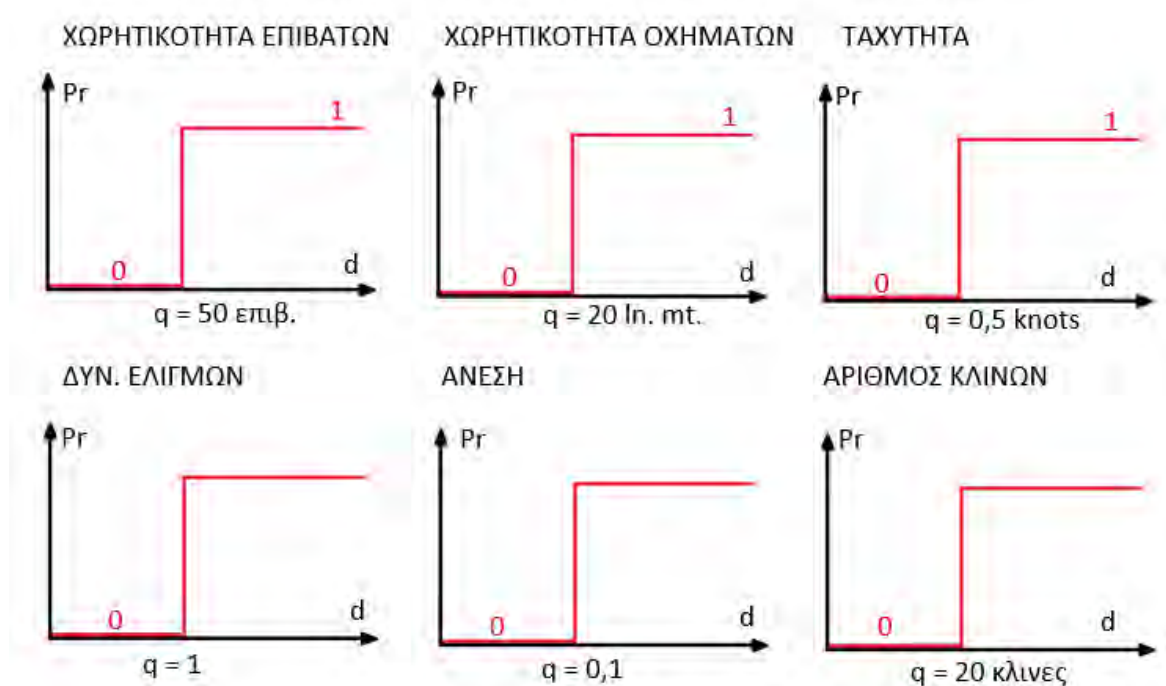 ΧΩΡΗΤΙΚΟΤΗΤΑ ΕΠΙΒΑΤΩΝ
Pr
1
0
d
q = 50 επιβ.
ΧΩΡΗΤΙΚΟΤΗΤΑ ΟΧΗΜΑΤΩΝ
Pr
1
0
d
q = 20 ln. mt.
ΤΑΧΥΤΗΤΑ
Pr
1
0
d
q = 0,5 knots
ΔΥΝ. ΕΛΙΓΜΩΝ
Pr
0
d
q = 1
ΑΝΕΣΗ
Pr
0
d
q = 0,1
ΑΡΙΘΜΟΣ ΚΛΙΝΩΝ
Pr
0
d
q = 20 κλινες